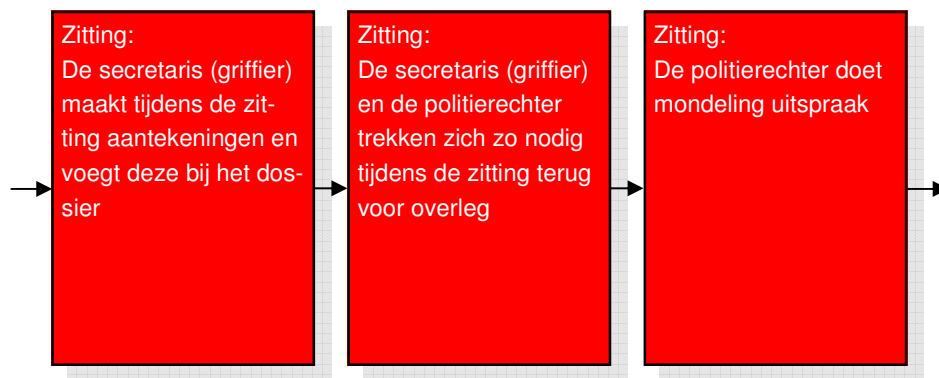 Zitting:
De secretaris (griffier)
maakt tijdens de zit-
ting aantekeningen en
voegt deze bij het dos-
sier
Zitting:
De secretaris (griffier)
en de politierechter
trekken zich zo nodig
tijdens de zitting terug
voor overleg
Zitting:
De politierechter doet
mondeling uitspraak